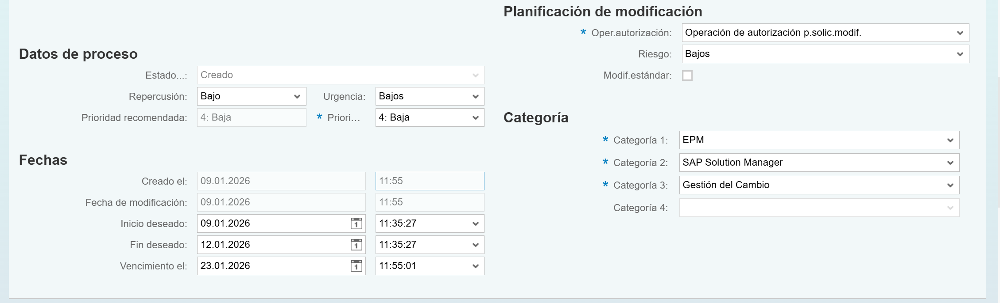 Planificación de modificación
* Oper.autorización: Operación de autorización p.solic.modif.
Riesgo: Bajos
Modif.estándar:
Datos de proceso
Estado...: Creado
Repercusión: Bajo Urgencia: Bajos
Prioridad recomendada: 4: Baja * Priori... 4: Baja
Categoría
* Categoría 1: EPM
* Categoría 2: SAP Solution Manager
* Categoría 3: Gestión del Cambio
Categoría 4:
Fechas
Creado el: 09.01.2026 11:55
Fecha de modificación: 09.01.2026 11:55
Inicio deseado: 09.01.2026 1 11:35:27
Fin deseado: 12.01.2026 1 11:35:27
Vencimiento el: 23.01.2026 1 11:55:01